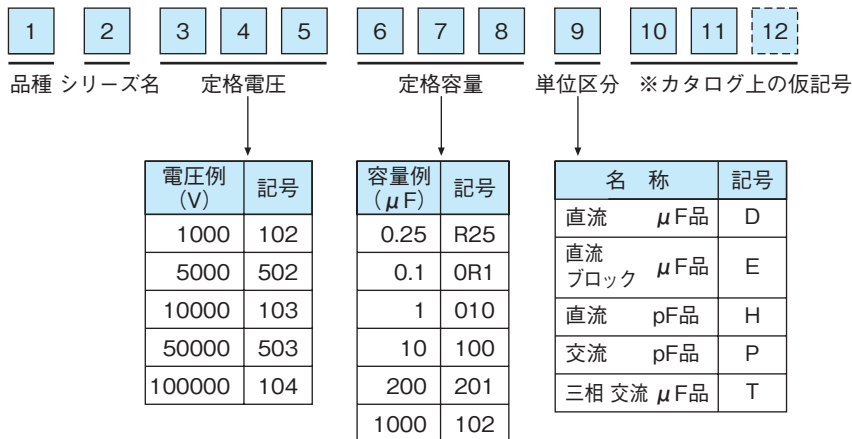 1 2 3 4 5 6 7 8 9 10 11 12
品種 シリーズ名 定格電圧 定格容量 単位区分 ※カタログ上の仮記号
電圧例(V) 記号
1000 102
5000 502
10000 103
50000 503
100000 104
容量例(μF) 記号
0.25 R25
0.1 0R1
1 010
10 100
200 201
1000 102
名 称 記号
直流 μF品 D
直流ブロック μF品 E
直流 pF品 H
交流 pF品 P
三相 交流 μF品 T